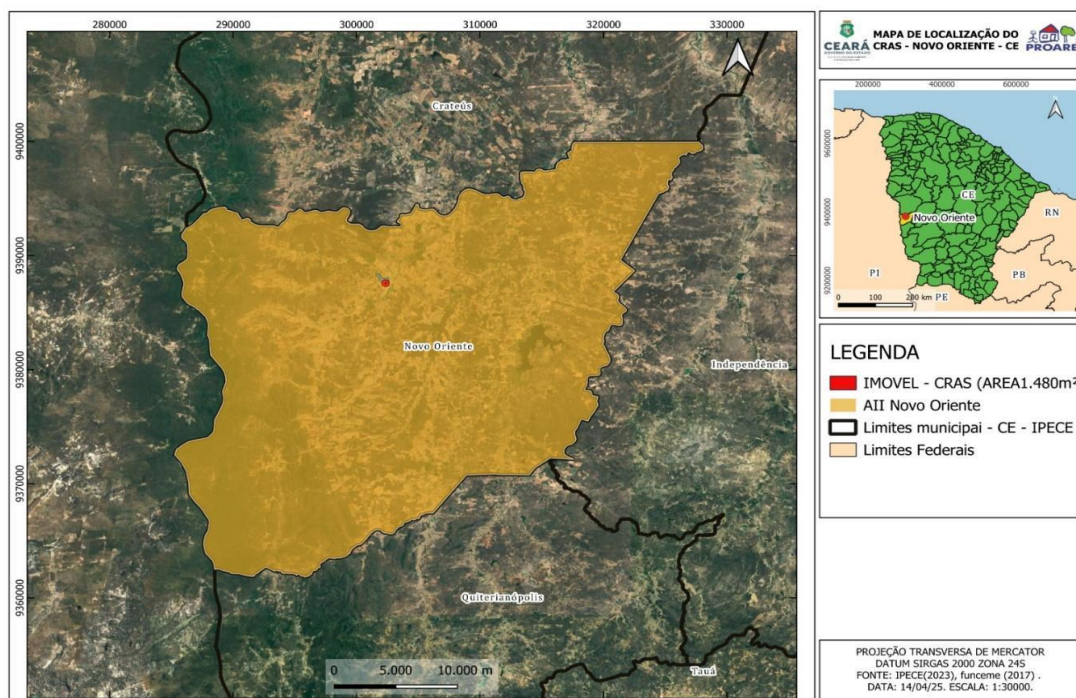 280000 290000 300000 310000 320000 330000
9400000
9390000
9380000
9370000
9360000
Crateús
Novo Oriente
Independência
Quiterianópolis
Tauá
0 5.000 10.000 m
CEARÁ
GOVERNO DO ESTADO
MAPA DE LOCALIZAÇÃO DO
CRAS - NOVO ORIENTE - CE
PROARES
200000 400000 600000
9600000
9400000
9200000
CE
Novo Oriente
RN
PB
PI
PE
0 100 200 km
LEGENDA
IMOVEL - CRAS (AREA1.480m²
AII Novo Oriente
Limites municipai - CE - IPECE
Limites Federais
PROJEÇÃO TRANSVERSA DE MERCATOR
DATUM SIRGAS 2000 ZONA 24S
FONTE: IPECE(2023), funceme (2017) .
DATA: 14/04/25. ESCALA: 1:30000.